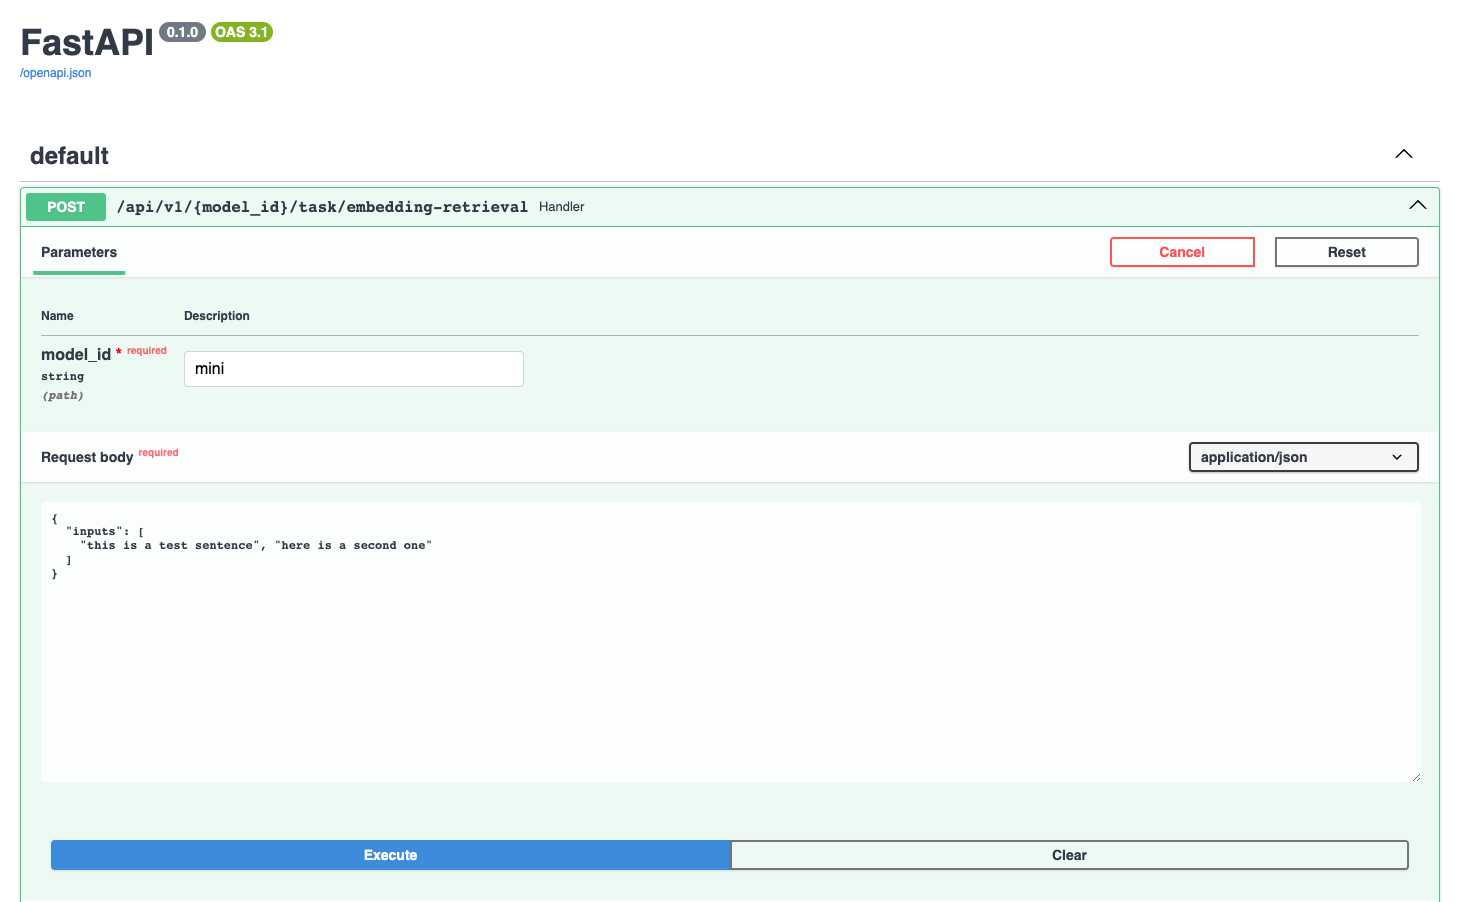 FastAPI 0.1.0 OAS 3.1
/openapi.json
default
POST /api/v1/{model_id}/task/embedding-retrieval Handler
Parameters Cancel Reset
Name Description
model_id * required
mini
string
(path)
Request body required application/json
{
"inputs": [
"this is a test sentence", "here is a second one"
]
}
Execute Clear